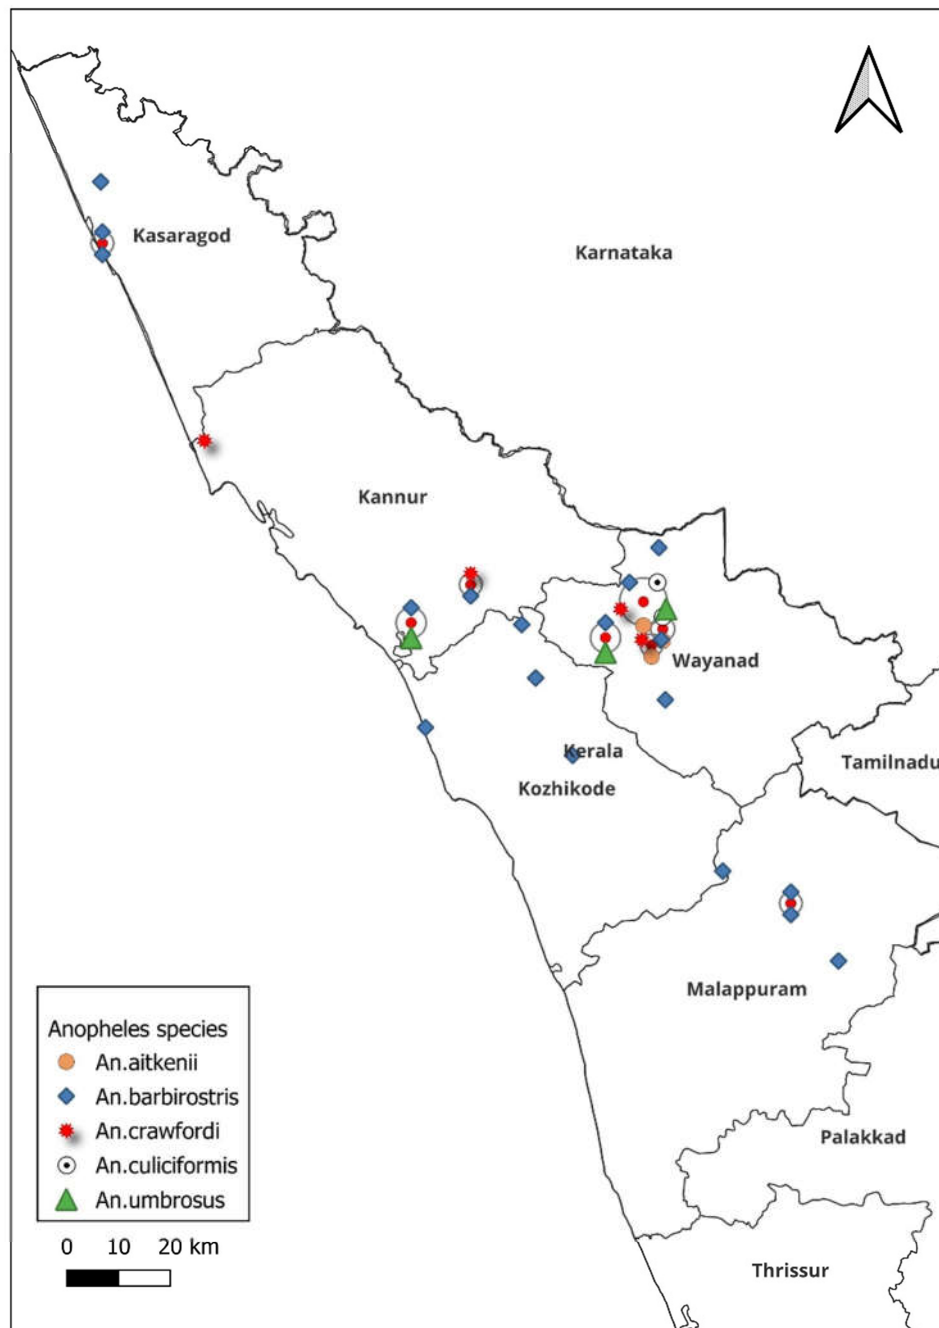 Kasaragod
Karnataka
Kannur
Wayanad
Kerala
Tamilnadu
Kozhikode
Malappuram
Anopheles species
An.aitkenii
An.barbirostris
An.crawfordi
An.culiciformis
An.umbrosus
Palakkad
0 10 20 km
Thrissur